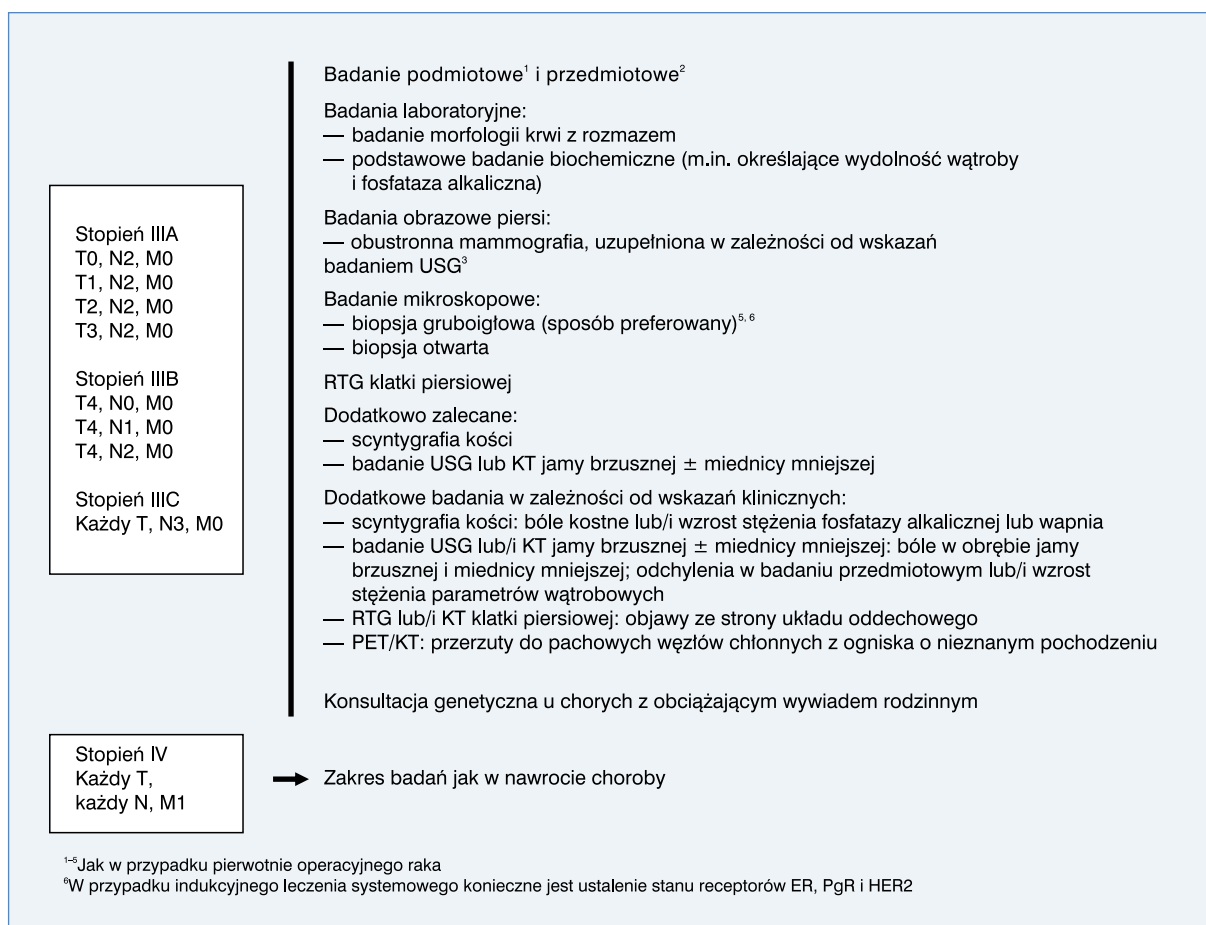 Badanie podmiotowe¹ i przedmiotowe²
Badania laboratoryjne:
— badanie morfologii krwi z rozmazem
— podstawowe badanie biochemiczne (m.in. określające wydolność wątroby
i fosfataza alkaliczna)
Badania obrazowe piersi:
— obustronna mammografia, uzupełniona w zależności od wskazań
badaniem USG³
Badanie mikroskopowe:
— biopsja gruboigłowa (sposób preferowany)⁵, ⁶
— biopsja otwarta
RTG klatki piersiowej
Dodatkowo zalecane:
— scyntygrafia kości
— badanie USG lub KT jamy brzusznej ± miednicy mniejszej
Dodatkowe badania w zależności od wskazań klinicznych:
— scyntygrafia kości: bóle kostne lub/i wzrost stężenia fosfatazy alkalicznej lub wapnia
— badanie USG lub/i KT jamy brzusznej ± miednicy mniejszej: bóle w obrębie jamy
brzusznej i miednicy mniejszej; odchylenia w badaniu przedmiotowym lub/i wzrost
stężenia parametrów wątrobowych
— RTG lub/i KT klatki piersiowej: objawy ze strony układu oddechowego
— PET/KT: przerzuty do pachowych węzłów chłonnych z ogniska o nieznanym pochodzeniu
Konsultacja genetyczna u chorych z obciążającym wywiadem rodzinnym
Stopień IIIA
T0, N2, M0
T1, N2, M0
T2, N2, M0
T3, N2, M0
Stopień IIIB
T4, N0, M0
T4, N1, M0
T4, N2, M0
Stopień IIIC
Każdy T, N3, M0
Stopień IV
Każdy T,
każdy N, M1
Zakres badań jak w nawrocie choroby
¹⁻⁵Jak w przypadku pierwotnie operacyjnego raka
⁶W przypadku indukcyjnego leczenia systemowego konieczne jest ustalenie stanu receptorów ER, PgR i HER2